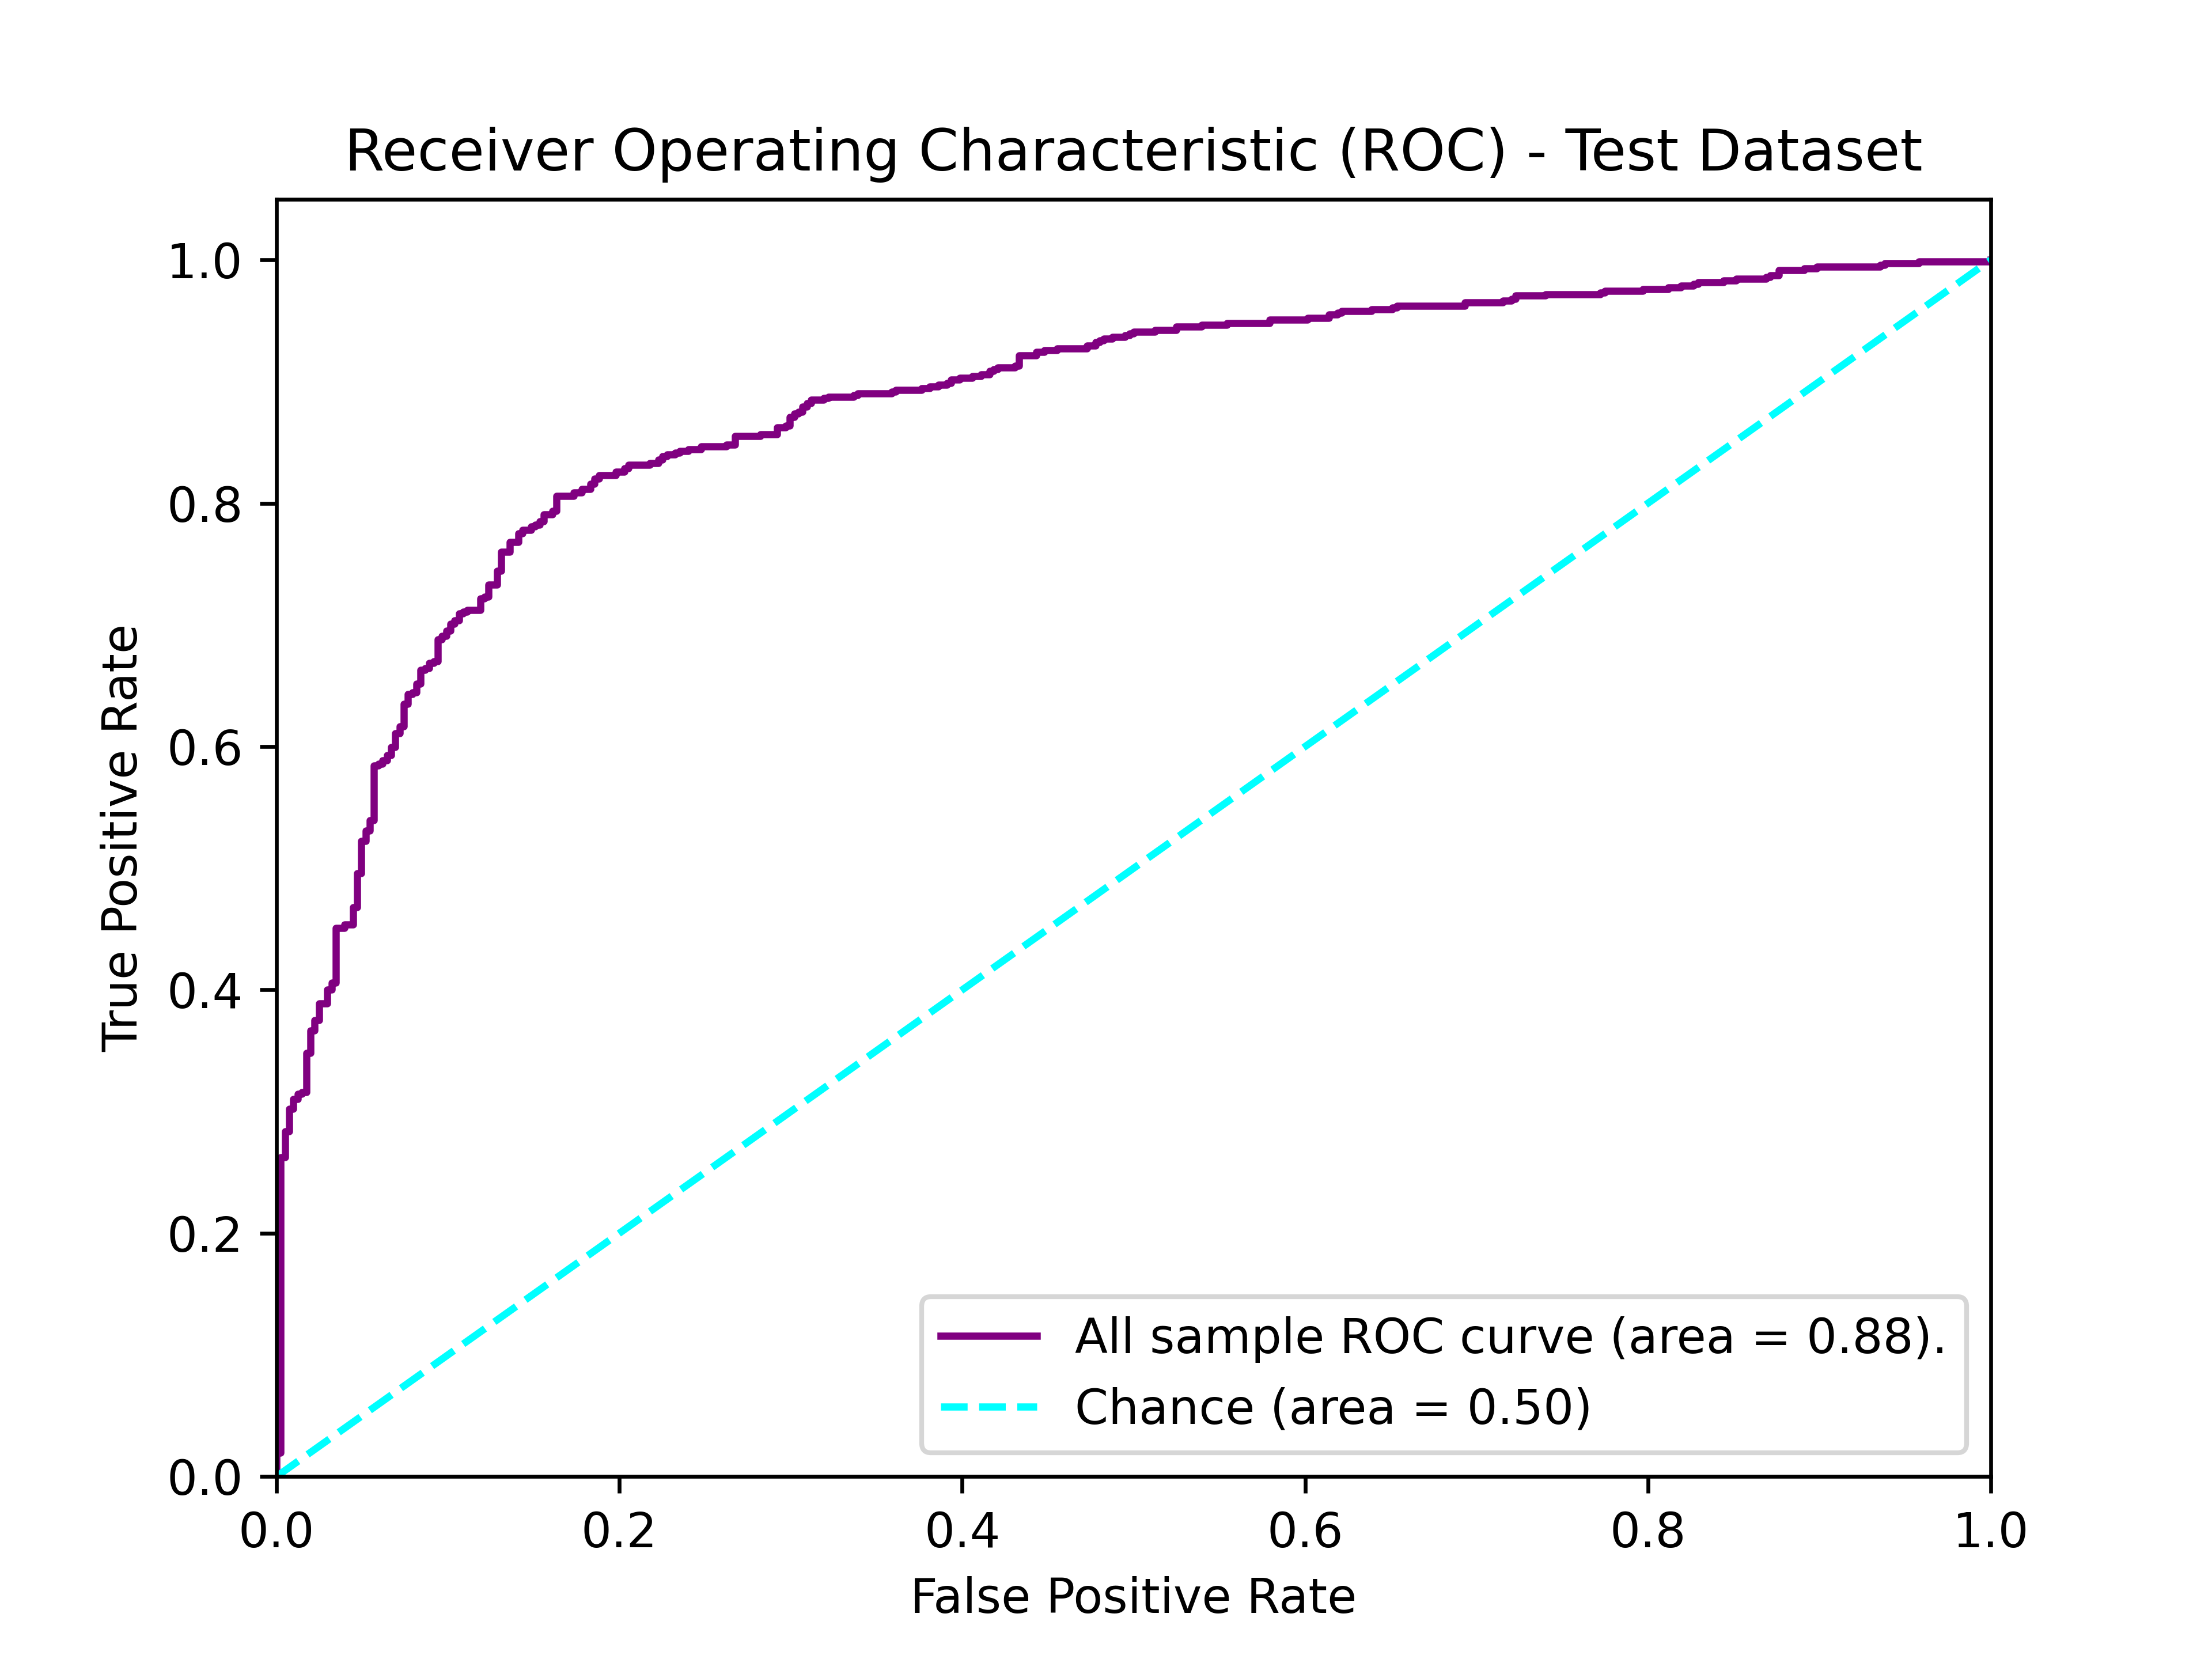 Receiver Operating Characteristic (ROC) - Test Dataset
True Positive Rate
1.0
0.8
0.6
0.4
0.2
0.0
0.0 0.2 0.4 0.6 0.8 1.0
False Positive Rate
All sample ROC curve (area = 0.88).
Chance (area = 0.50)